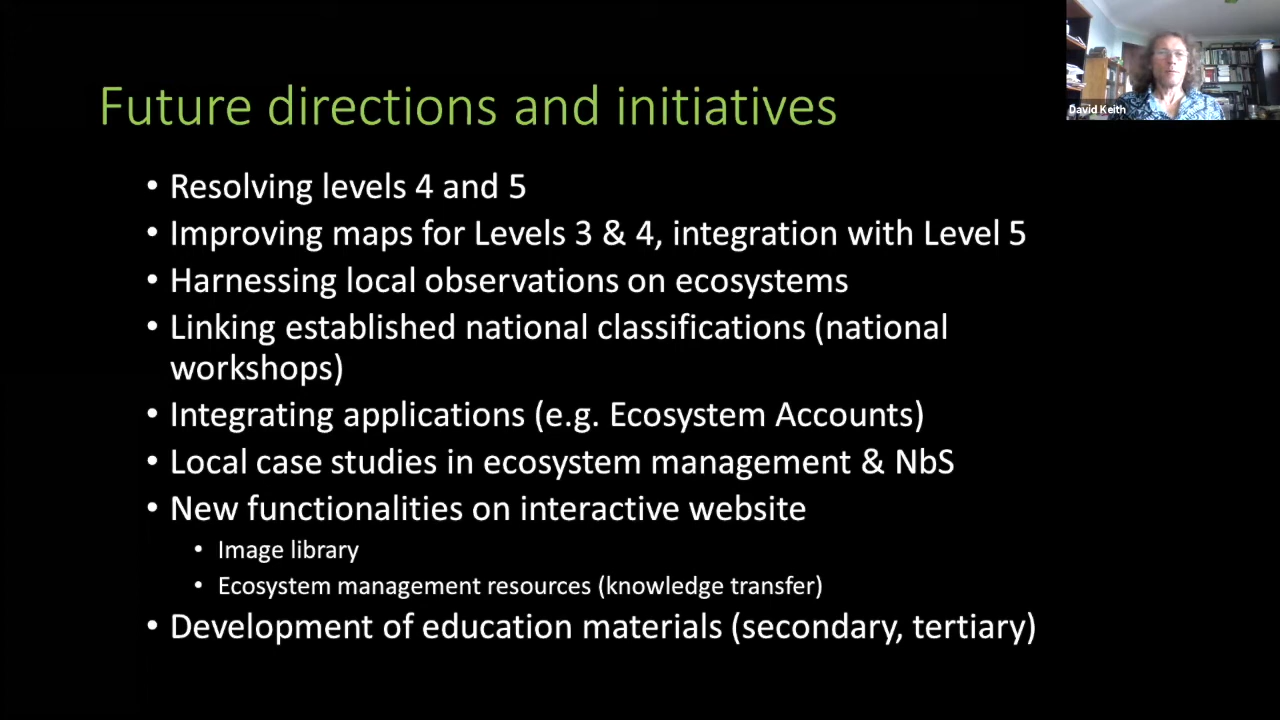 Future directions and initiatives
David Keith
• Resolving levels 4 and 5
• Improving maps for Levels 3 & 4, integration with Level 5
• Harnessing local observations on ecosystems
• Linking established national classifications (national
workshops)
• Integrating applications (e.g. Ecosystem Accounts)
• Local case studies in ecosystem management & NbS
• New functionalities on interactive website
• Image library
• Ecosystem management resources (knowledge transfer)
• Development of education materials (secondary, tertiary)